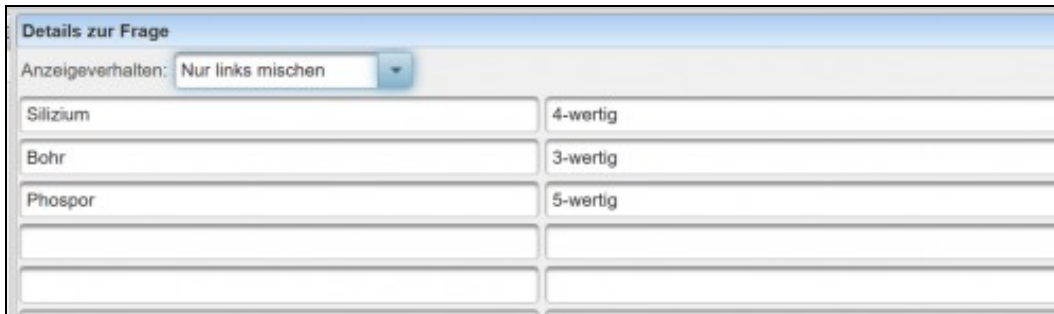 Details zur Frage
Anzeigeverhalten: Nur links mischen
Silizium 4-wertig
Bohr 3-wertig
Phospor 5-wertig